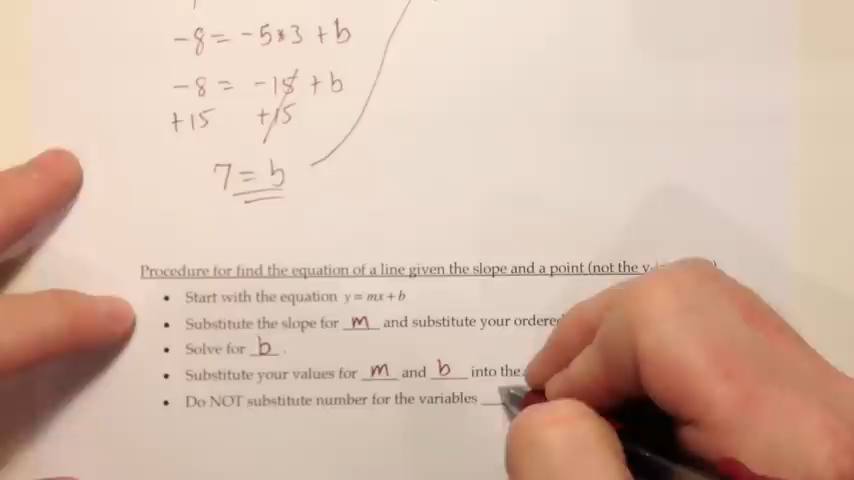 -8 = -5*3 + b
-8 = -15 + b
+15 +15
7 = b
Procedure for find the equation of a line given the slope and a point (not the
Start with the equation y = mx + b
Substitute the slope for m and substitute your
Solve for b.
Substitute your values for m and b into the
Do NOT substitute number for the variables